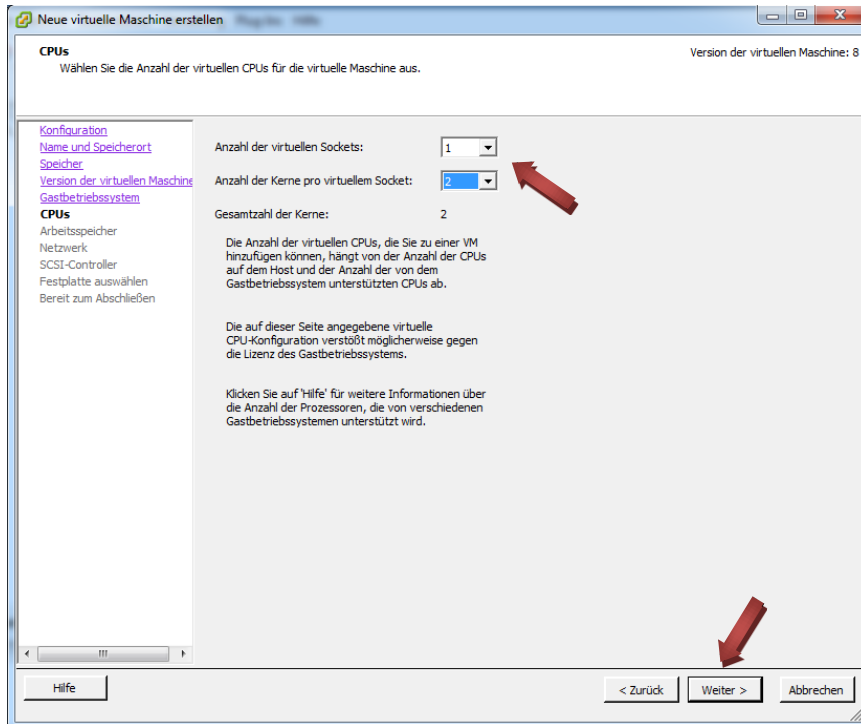 Neue virtuelle Maschine erstellen
CPUs
Wählen Sie die Anzahl der virtuellen CPUs für die virtuelle Maschine aus.
Version der virtuellen Maschine: 8
Konfiguration
Name und Speicherort
Speicher
Version der virtuellen Maschine
Gastbetriebssystem
CPUs
Arbeitsspeicher
Netzwerk
SCSI-Controller
Festplatte auswählen
Bereit zum Abschließen
Anzahl der virtuellen Sockets: 1
Anzahl der Kerne pro virtuellem Socket: 2
Gesamtzahl der Kerne: 2
Die Anzahl der virtuellen CPUs, die Sie zu einer VM
hinzufügen können, hängt von der Anzahl der CPUs
auf dem Host und der Anzahl der von dem
Gastbetriebssystem unterstützten CPUs ab.
Die auf dieser Seite angegebene virtuelle
CPU-Konfiguration verstößt möglicherweise gegen
die Lizenz des Gastbetriebssystems.
Klicken Sie auf 'Hilfe' für weitere Informationen über
die Anzahl der Prozessoren, die von verschiedenen
Gastbetriebssystemen unterstützt wird.
Hilfe
< Zurück
Weiter >
Abbrechen